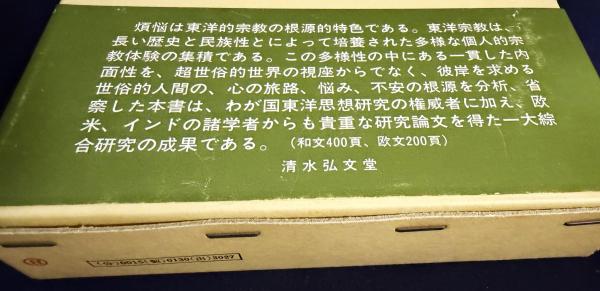 煩悩は東洋的宗教の根源的特色である。東洋宗教は、
長い歴史と民族性とによって培養された多様な個人的宗
教体験の集積である。この多様性の中にある一貫した内
面性を、超世俗的世界の視座からでなく、彼岸を求める
世俗的人間の、心の旅路、悩み、不安の根源を分析、省
察した本書は、わが国東洋思想研究の権威者に加え、欧
米、インドの諸学者からも貴重な研究論文を得た一大綜
合研究の成果である。（和文400頁、欧文200頁）
清水弘文堂
(分)0015(製)0130(出)3027